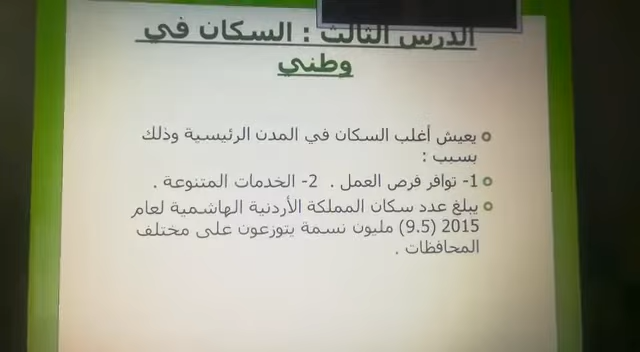 الدرس الثالث : السكان في
وطني
يعيش أغلب السكان في المدن الرئيسية وذلك
بسبب :
1- توافر فرص العمل . 2- الخدمات المتنوعة .
يبلغ عدد سكان المملكة الأردنية الهاشمية لعام
2015 (9.5) مليون نسمة يتوزعون على مختلف
المحافظات .